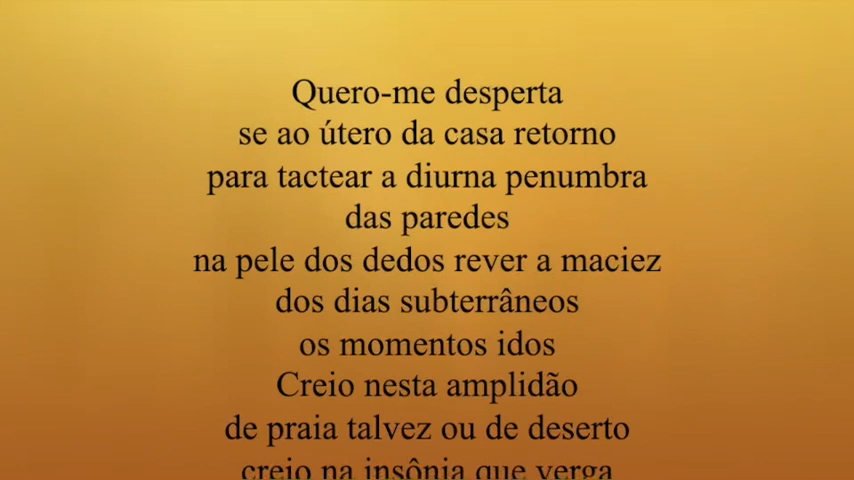 Quero-me desperta
se ao útero da casa retorno
para tactear a diurna penumbra
das paredes
na pele dos dedos rever a maciez
dos dias subterrâneos
os momentos idos
Creio nesta amplidão
de praia talvez ou de deserto
creio na insônia que verga